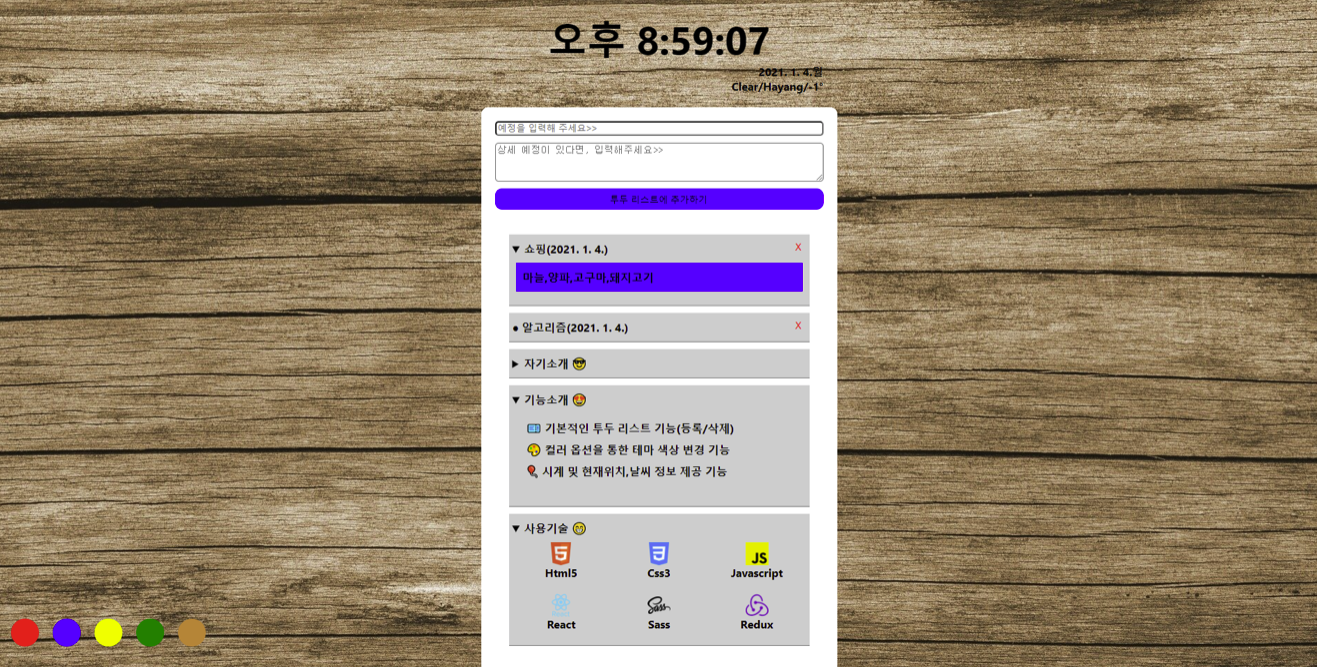 오후 8:59:07
2021. 1. 4.월
Clear/Hayang/-1°
예정을 입력해 주세요>>
상세 예정이 있다면, 입력해주세요>>
투두 리스트에 추가하기
▼ 쇼핑(2021. 1. 4.) X
마늘,양파,고구마,돼지고기
● 알고리즘(2021. 1. 4.) X
▶ 자기소개 😎
▼ 기능소개 😍
기본적인 투두 리스트 기능(등록/삭제)
🎨 컬러 옵션을 통한 테마 색상 변경 기능
시계 및 현재위치,날씨 정보 제공 기능
▼ 사용기술 😁
JS
Html5 Css3 Javascript
Sass
React Sass Redux